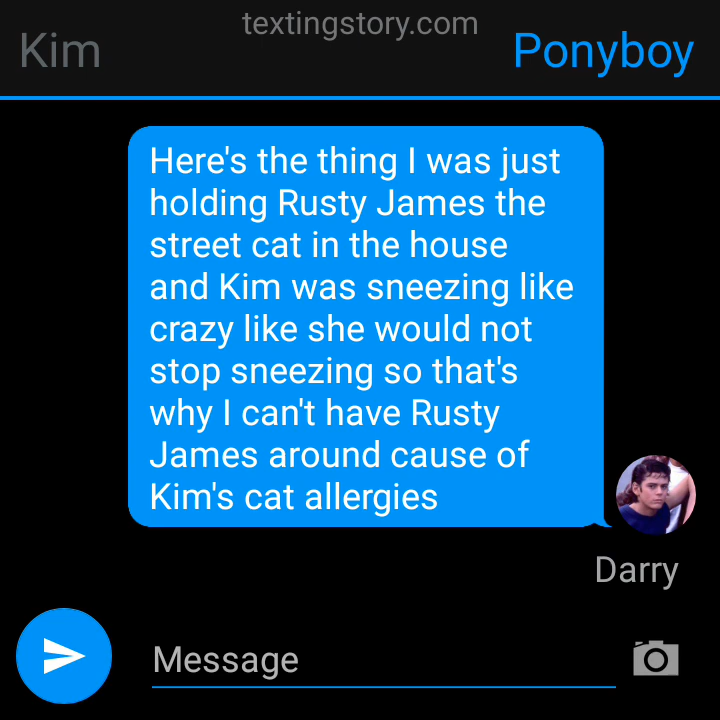 textingstory.com
Kim
Ponyboy
Here's the thing I was just
holding Rusty James the
street cat in the house
and Kim was sneezing like
crazy like she would not
stop sneezing so that's
why I can't have Rusty
James around cause of
Kim's cat allergies
Darry
Message